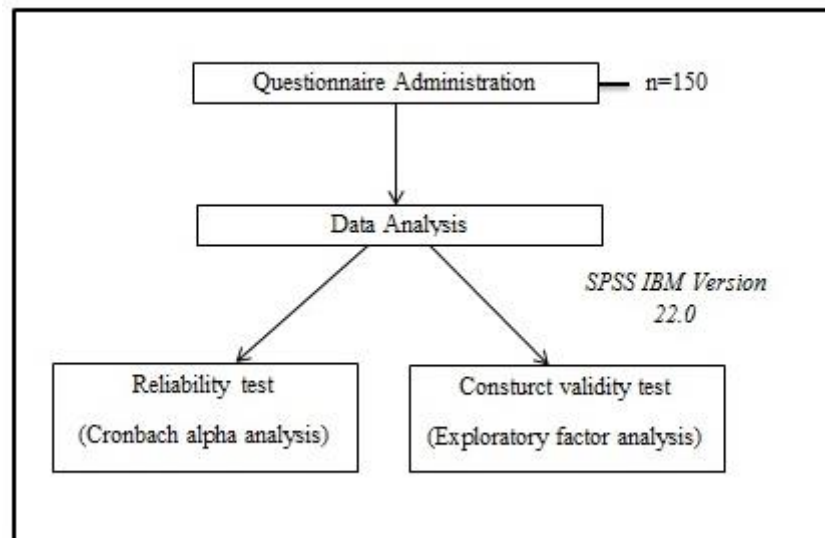 Questionnaire Administration
n=150
Data Analysis
SPSS IBM Version
22.0
Reliability test
(Cronbach alpha analysis)
Consturct validity test
(Exploratory factor analysis)